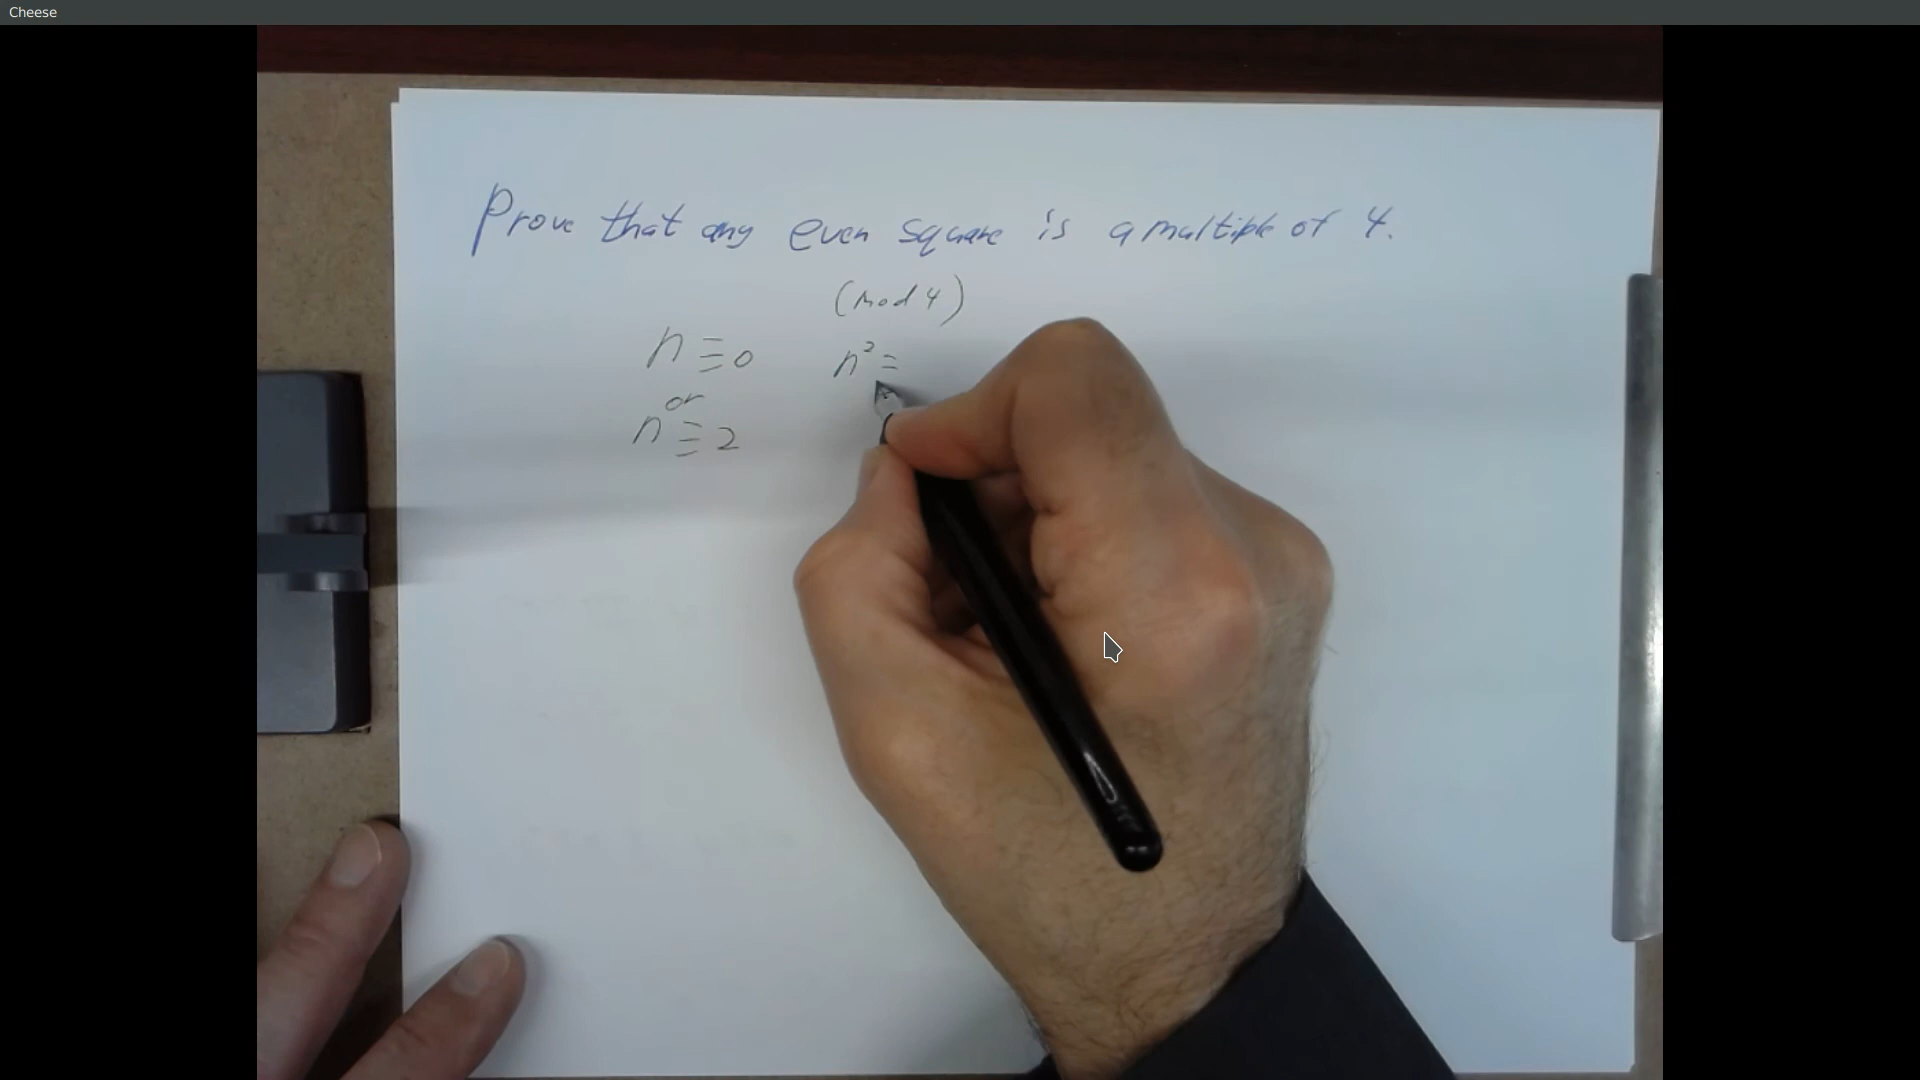 Cheese
Prove that any even square is a multiple of 4.
(mod 4)
n ≡ 0 n² =
or
n ≡ 2